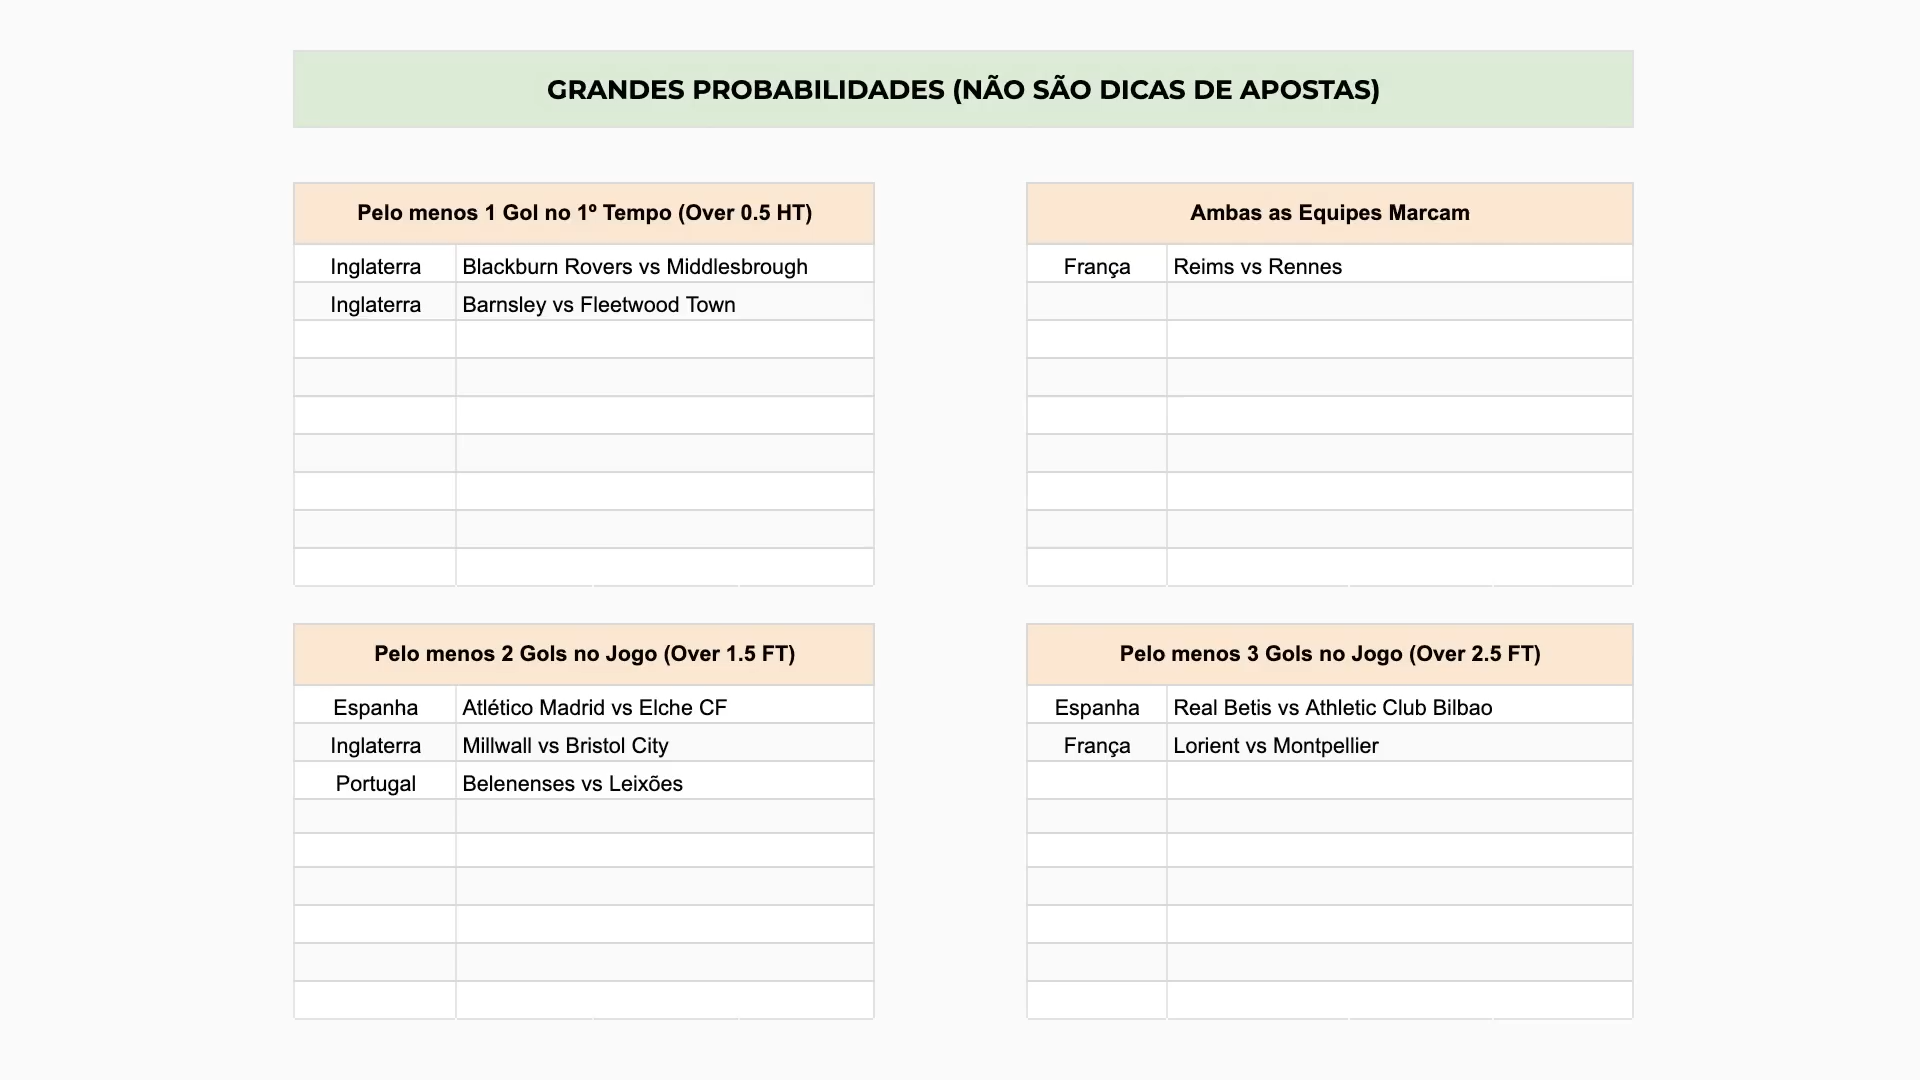 GRANDES PROBABILIDADES (NÃO SÃO DICAS DE APOSTAS)
Pelo menos 1 Gol no 1º Tempo (Over 0.5 HT)
Inglaterra Blackburn Rovers vs Middlesbrough
Inglaterra Barnsley vs Fleetwood Town
Ambas as Equipes Marcam
França Reims vs Rennes
Pelo menos 2 Gols no Jogo (Over 1.5 FT)
Espanha Atlético Madrid vs Elche CF
Inglaterra Millwall vs Bristol City
Portugal Belenenses vs Leixões
Pelo menos 3 Gols no Jogo (Over 2.5 FT)
Espanha Real Betis vs Athletic Club Bilbao
França Lorient vs Montpellier